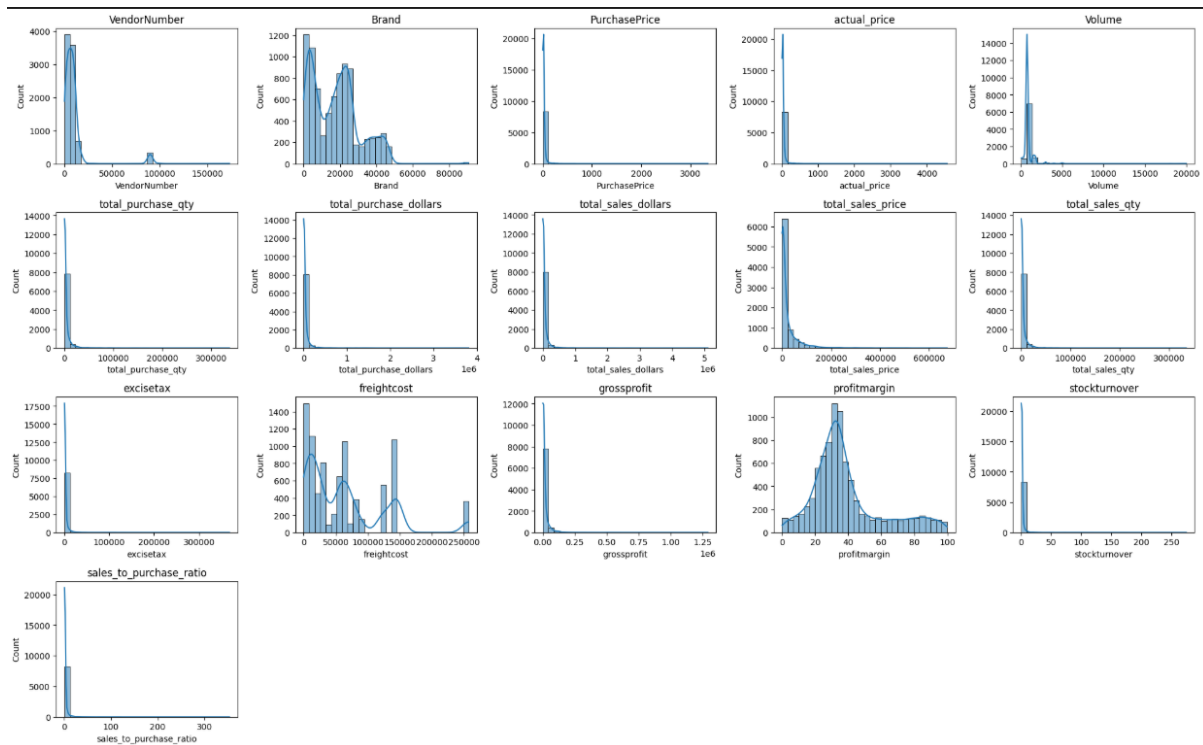 VendorNumber
Brand
PurchasePrice
actual_price
Volume
Count
4000
3000
2000
1000
0
Count
1200
1000
800
600
400
200
0
Count
20000
15000
10000
5000
0
Count
20000
15000
10000
5000
0
Count
14000
12000
10000
8000
6000
4000
2000
0
0 50000 100000 150000
0 20000 40000 60000 80000
0 1000 2000 3000
0 1000 2000 3000 4000
0 5000 10000 15000 20000
VendorNumber
Brand
PurchasePrice
actual_price
Volume
total_purchase_qty
total_purchase_dollars
total_sales_dollars
total_sales_price
total_sales_qty
Count
14000
12000
10000
8000
6000
4000
2000
0
Count
14000
12000
10000
8000
6000
4000
2000
0
Count
14000
12000
10000
8000
6000
4000
2000
0
Count
6000
5000
4000
3000
2000
1000
0
Count
14000
12000
10000
8000
6000
4000
2000
0
0 100000 200000 300000
0 1 2 3 4
1e6
0 1 2 3 4 5
1e6
0 200000 400000 600000
0 100000 200000 300000
total_purchase_qty
total_purchase_dollars
total_sales_dollars
total_sales_price
total_sales_qty
excisetax
freightcost
grossprofit
profitmargin
stockturnover
Count
17500
15000
12500
10000
7500
5000
2500
0
Count
1400
1200
1000
800
600
400
200
0
Count
12000
10000
8000
6000
4000
2000
0
Count
1000
800
600
400
200
0
Count
20000
15000
10000
5000
0
0 100000 200000 300000
0 50000 100000 150000 200000 250000
0.00 0.25 0.50 0.75 1.00 1.25
1e6
0 20 40 60 80 100
0 50 100 150 200 250
excisetax
freightcost
grossprofit
profitmargin
stockturnover
sales_to_purchase_ratio
Count
20000
15000
10000
5000
0
0 100 200 300
sales_to_purchase_ratio